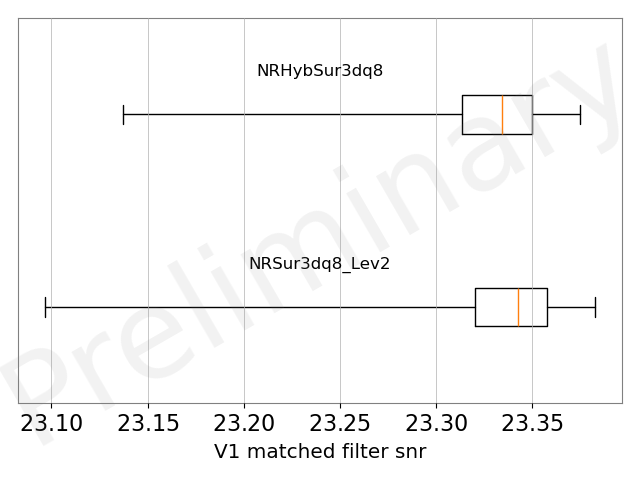 NRHybSur3dq8
NRSur3dq8_Lev2
Preliminary
23.10 23.15 23.20 23.25 23.30 23.35
V1 matched filter snr